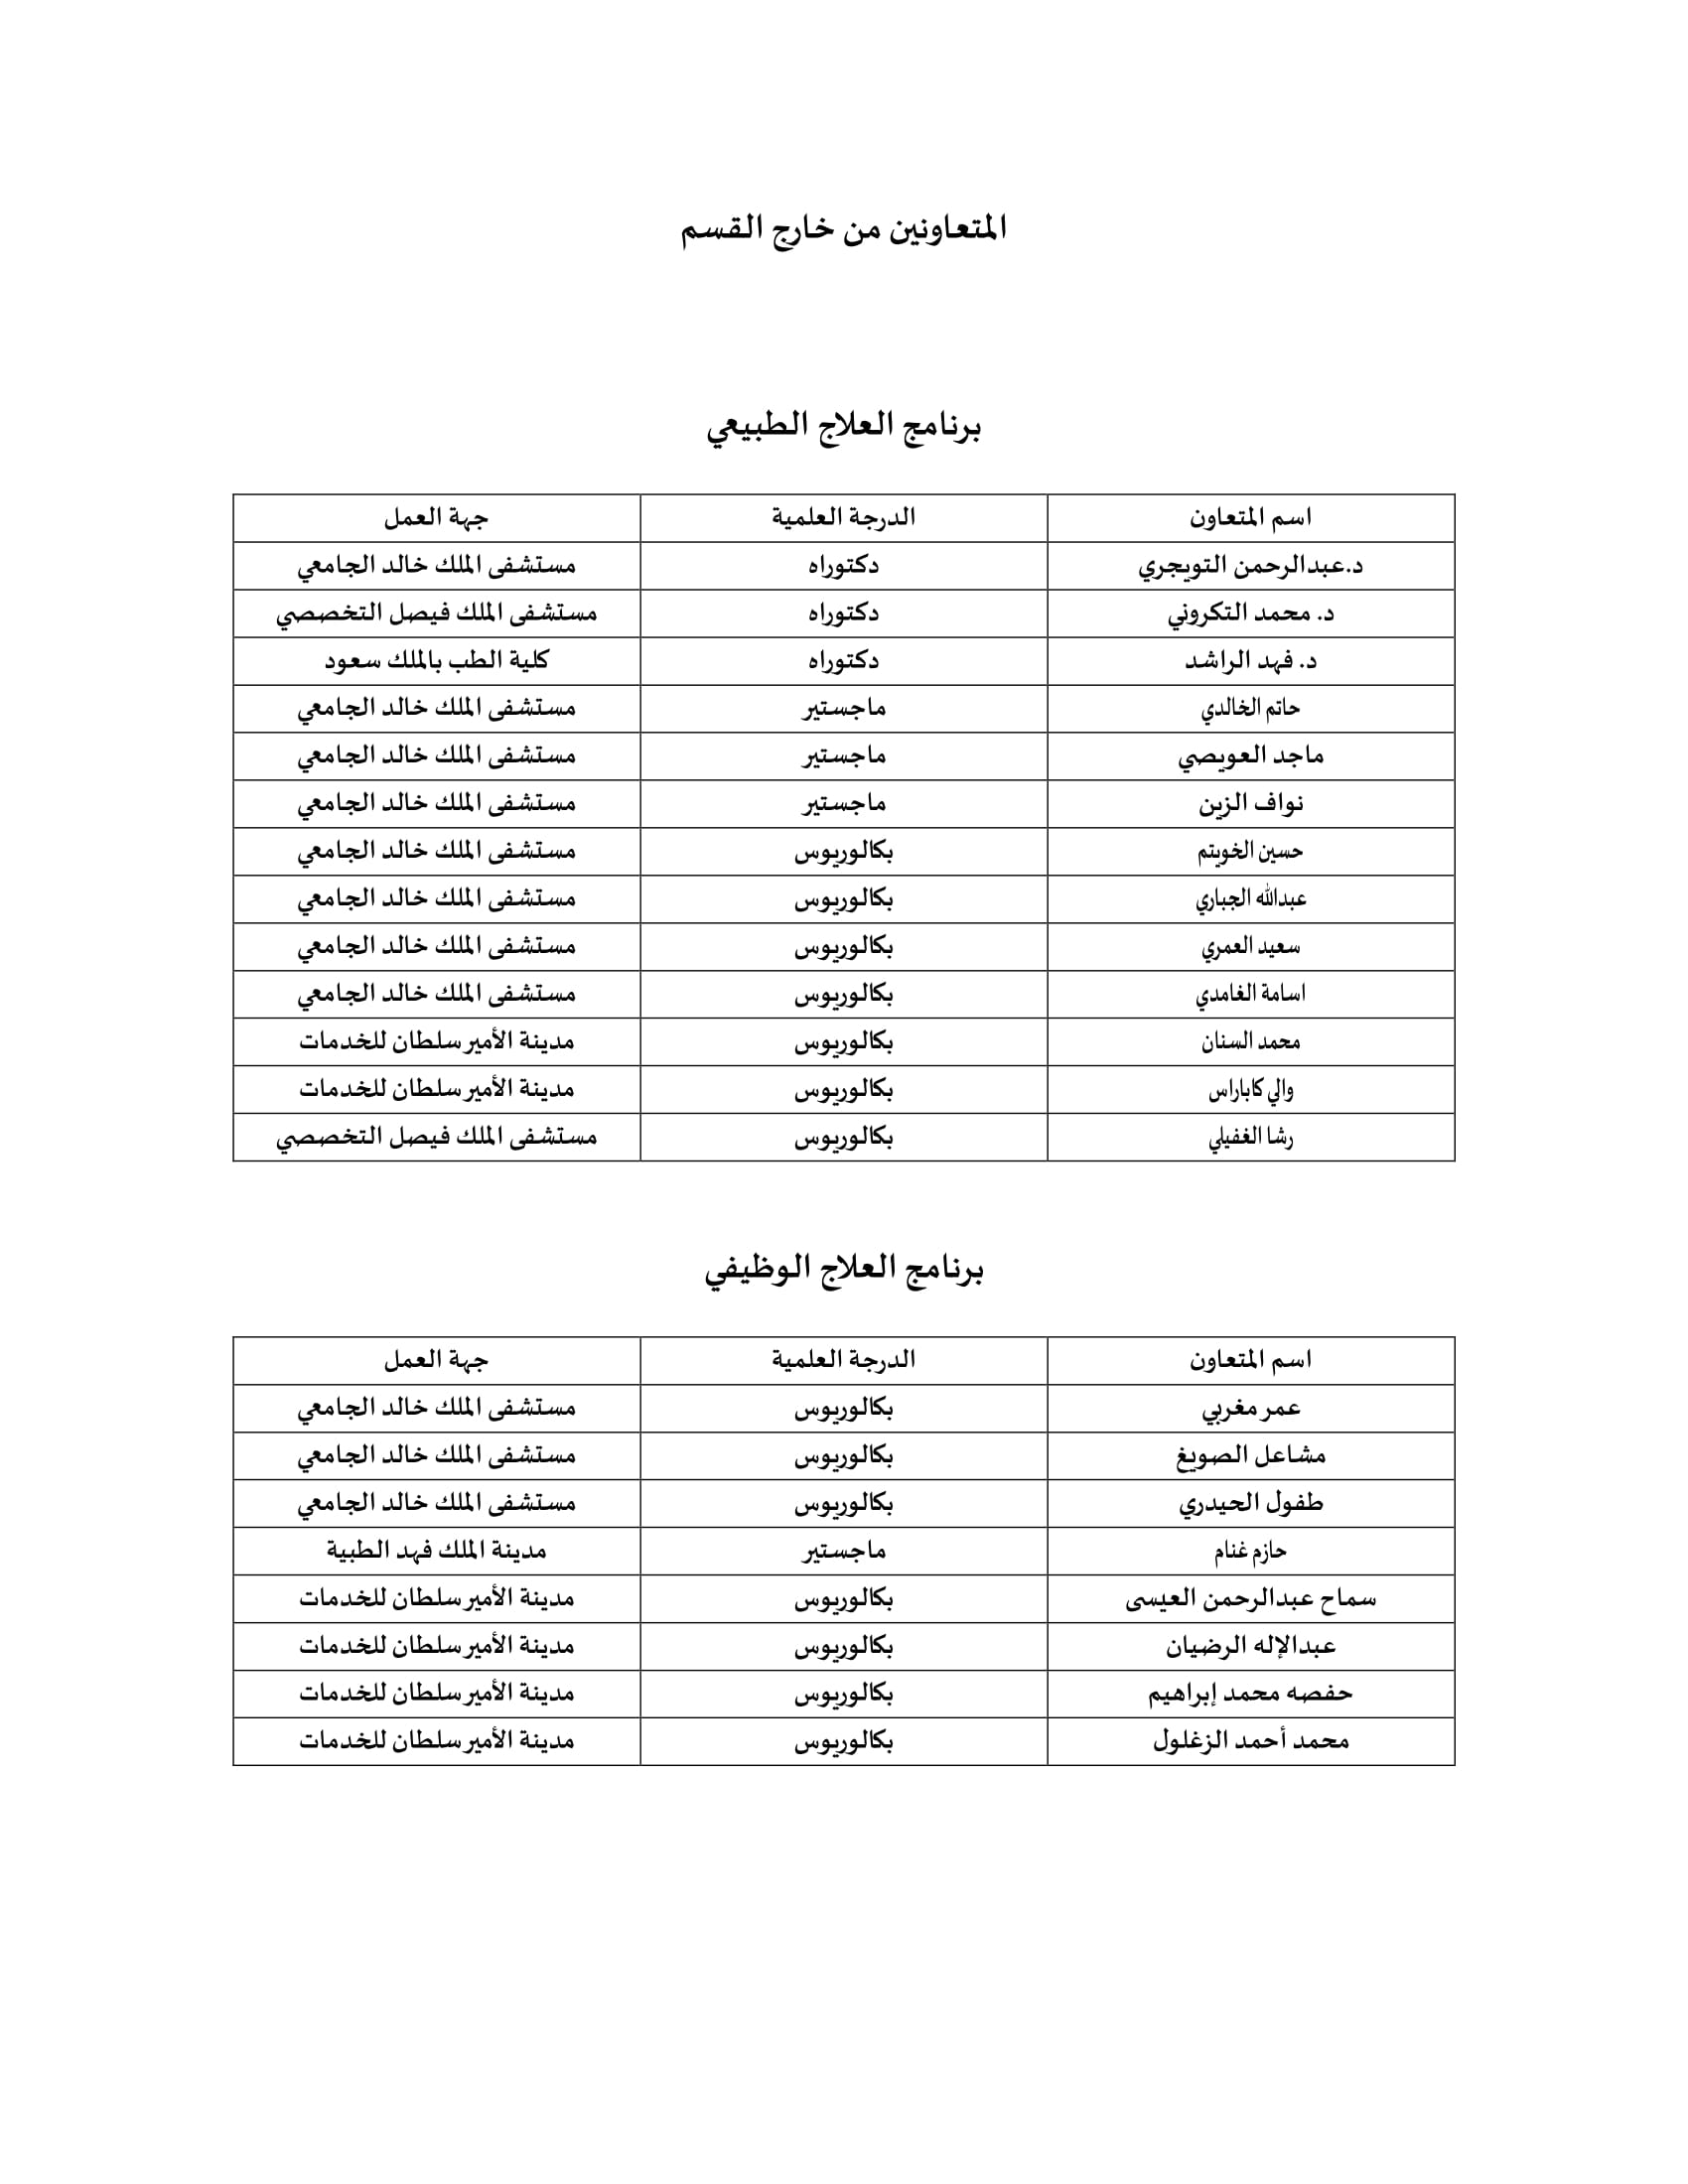 المتعاونين من خارج القسم
برنامج العلاج الطبيعي
اسم المتعاون الدرجة العلمية جهة العمل
د.عبدالرحمن التويجري دكتوراه مستشفى الملك خالد الجامعي
د. محمد التكروني دكتوراه مستشفى الملك فيصل التخصصي
د. فهد الراشد دكتوراه كلية الطب بالملك سعود
حاتم الخالدي ماجستير مستشفى الملك خالد الجامعي
ماجد العويصي ماجستير مستشفى الملك خالد الجامعي
نواف الزين ماجستير مستشفى الملك خالد الجامعي
حسين الخويتم بكالوريوس مستشفى الملك خالد الجامعي
عبدالله الجباري بكالوريوس مستشفى الملك خالد الجامعي
سعيد العمري بكالوريوس مستشفى الملك خالد الجامعي
اسامة الغامدي بكالوريوس مستشفى الملك خالد الجامعي
محمد السنان بكالوريوس مدينة الأمير سلطان للخدمات
والي كاباراس بكالوريوس مدينة الأمير سلطان للخدمات
رشا الغفيلي بكالوريوس مستشفى الملك فيصل التخصصي
برنامج العلاج الوظيفي
اسم المتعاون الدرجة العلمية جهة العمل
عمر مغربي بكالوريوس مستشفى الملك خالد الجامعي
مشاعل الصويغ بكالوريوس مستشفى الملك خالد الجامعي
طفول الحيدري بكالوريوس مستشفى الملك خالد الجامعي
حازم غنام ماجستير مدينة الملك فهد الطبية
سماح عبدالرحمن العيسى بكالوريوس مدينة الأمير سلطان للخدمات
عبدالإله الرضيان بكالوريوس مدينة الأمير سلطان للخدمات
حفصه محمد إبراهيم بكالوريوس مدينة الأمير سلطان للخدمات
محمد أحمد الزغلول بكالوريوس مدينة الأمير سلطان للخدمات